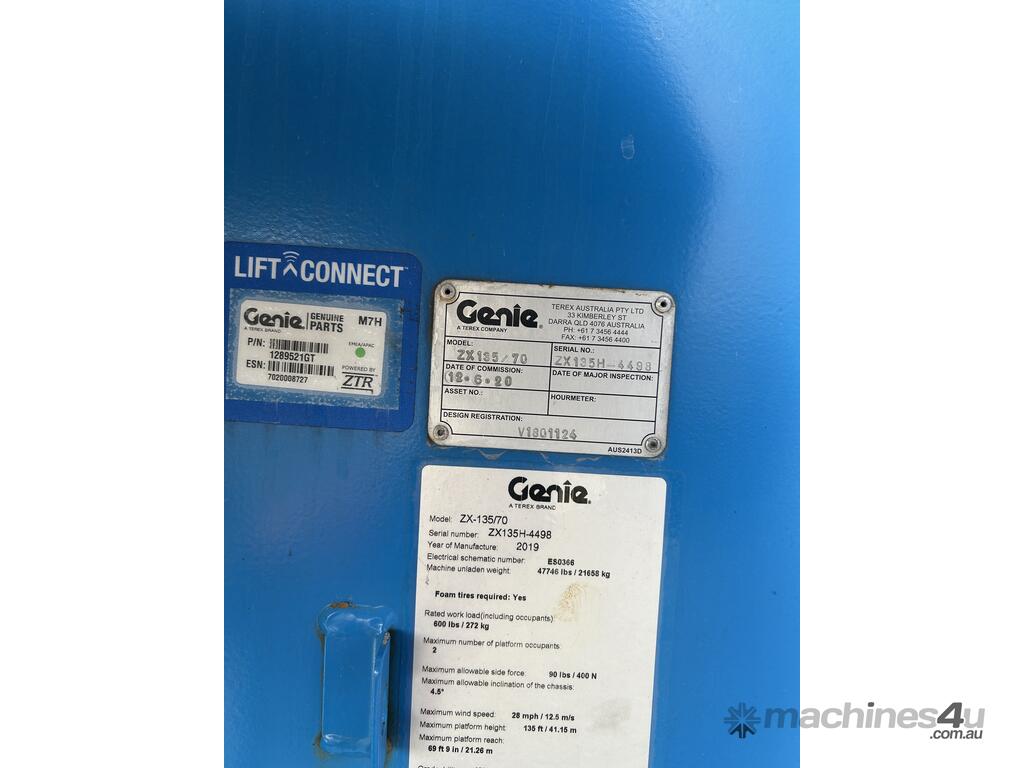 LIFT CONNECT™
Genie. GENUINE PARTS M7H
A TEREX BRAND
P/N:
EMEA/APAC
1289521GT
ESN:
7020008727
POWERED BY
ZTR
Genie.
A TEREX COMPANY
TEREX AUSTRALIA PTY LTD
33 KIMBERLEY ST
DARRA QLD 4076 AUSTRALIA
PH: +61 7 3456 4444
FAX: +61 7 3456 4400
MODEL:
ZX135/70
SERIAL NO.:
ZX135H-4498
DATE OF COMMISSION:
12·6·20
DATE OF MAJOR INSPECTION:
ASSET NO.:
HOURMETER:
DESIGN REGISTRATION:
V1801124
AUS2413D
Genie.
A TEREX BRAND
Model: ZX-135/70
Serial number: ZX135H-4498
Year of Manufacture: 2019
Electrical schematic number: ES0366
Machine unladen weight: 47746 lbs / 21658 kg
Foam tires required: Yes
Rated work load(including occupants):
600 lbs / 272 kg
Maximum number of platform occupants:
2
Maximum allowable side force: 90 lbs / 400 N
Maximum allowable inclination of the chassis:
4.5°
Maximum wind speed: 28 mph / 12.5 m/s
Maximum platform height: 135 ft / 41.15 m
Maximum platform reach:
69 ft 9 in / 21.26 m
machines4u
.com.au